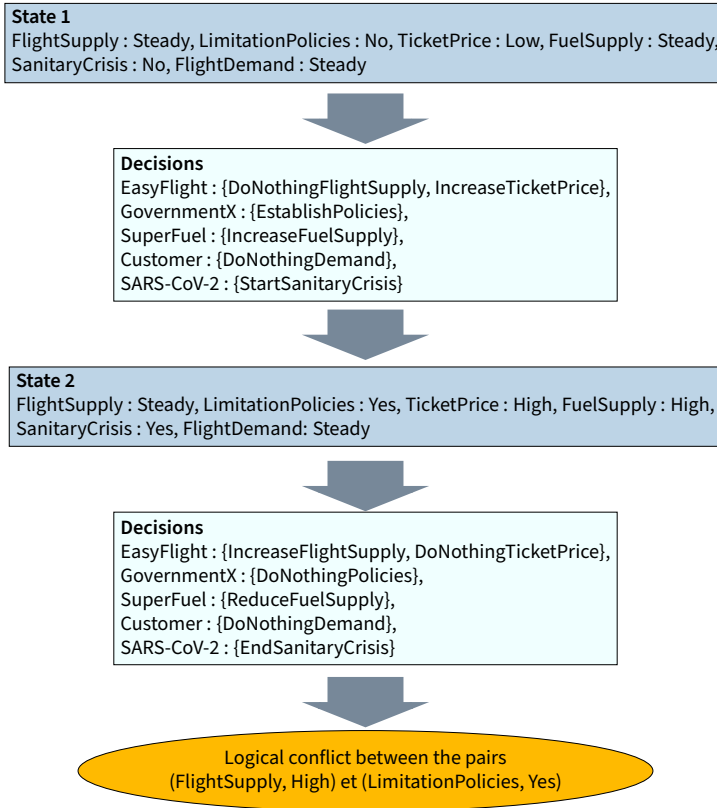 State 1
FlightSupply : Steady, LimitationPolicies : No, TicketPrice : Low, FuelSupply : Steady,
SanitaryCrisis : No, FlightDemand : Steady
Decisions
EasyFlight : {DoNothingFlightSupply, IncreaseTicketPrice},
GovernmentX : {EstablishPolicies},
SuperFuel : {IncreaseFuelSupply},
Customer : {DoNothingDemand},
SARS-CoV-2 : {StartSanitaryCrisis}
State 2
FlightSupply : Steady, LimitationPolicies : Yes, TicketPrice : High, FuelSupply : High,
SanitaryCrisis : Yes, FlightDemand: Steady
Decisions
EasyFlight : {IncreaseFlightSupply, DoNothingTicketPrice},
GovernmentX : {DoNothingPolicies},
SuperFuel : {ReduceFuelSupply},
Customer : {DoNothingDemand},
SARS-CoV-2 : {EndSanitaryCrisis}
Logical conflict between the pairs
(FlightSupply, High) et (LimitationPolicies, Yes)